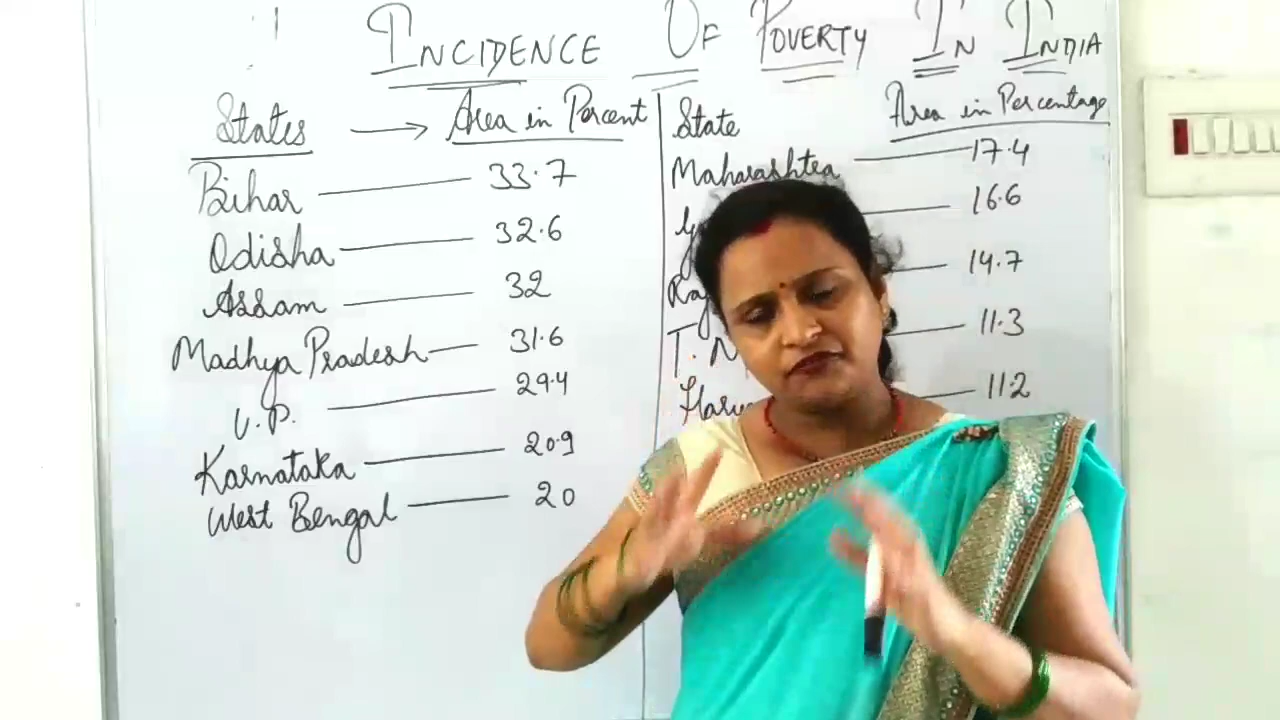 INCIDENCE OF POVERTY IN INDIA
States → Area in Percent
Bihar — 33.7
Odisha — 32.6
Assam — 32
Madhya Pradesh — 31.6
U.P. — 29.4
Karnataka — 20.9
West Bengal — 20
State Area in Percentage
Maharashtra — 17.4
— 16.6
— 14.7
T. — 11.3
— 11.2